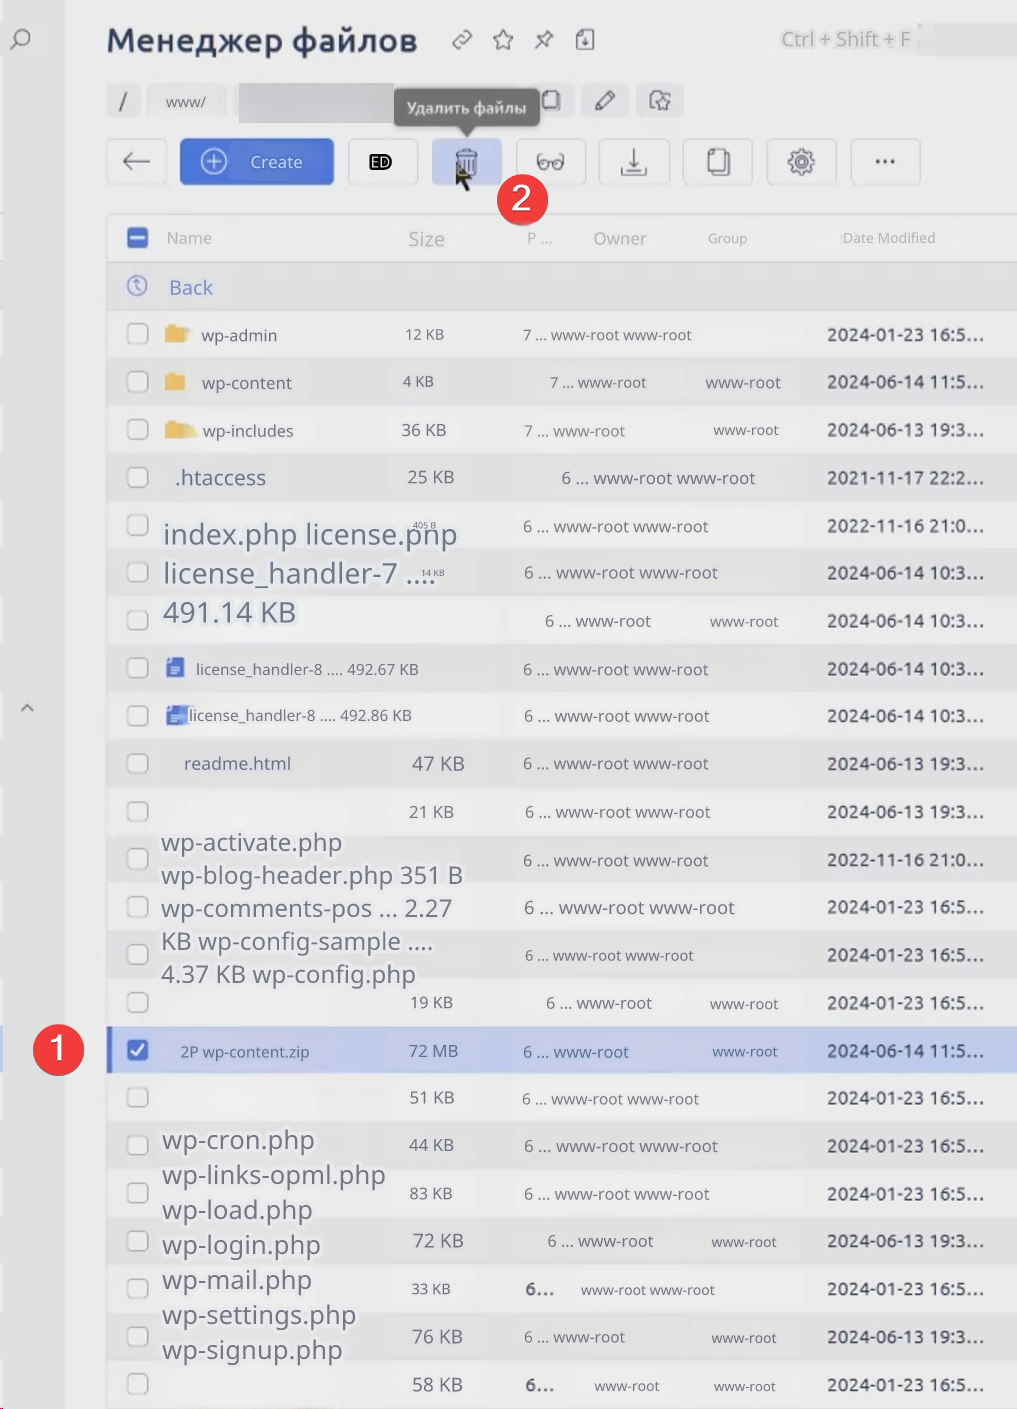 Менеджер файлов
Ctrl + Shift + F
/ www/
Удалить файлы
Create ED ...
2
Name Size P ... Owner Group Date Modified
Back
wp-admin 12 KB 7 ... www-root www-root 2024-01-23 16:5...
wp-content 4 KB 7 ... www-root www-root 2024-06-14 11:5...
wp-includes 36 KB 7 ... www-root www-root 2024-06-13 19:3...
.htaccess 25 KB 6 ... www-root www-root 2021-11-17 22:2...
index.php license.php 405 B 6 ... www-root www-root 2022-11-16 21:0...
license_handler-7 .... 14 KB 6 ... www-root www-root 2024-06-14 10:3...
491.14 KB 6 ... www-root www-root 2024-06-14 10:3...
license_handler-8 .... 492.67 KB 6 ... www-root www-root 2024-06-14 10:3...
license_handler-8 .... 492.86 KB 6 ... www-root www-root 2024-06-14 10:3...
readme.html 47 KB 6 ... www-root www-root 2024-06-13 19:3...
21 KB 6 ... www-root www-root 2024-06-13 19:3...
wp-activate.php
6 ... www-root www-root 2022-11-16 21:0...
wp-blog-header.php 351 B
wp-comments-pos ... 2.27 6 ... www-root www-root 2024-01-23 16:5...
KB wp-config-sample ....
6 ... www-root www-root 2024-01-23 16:5...
4.37 KB wp-config.php
19 KB 6 ... www-root www-root 2024-01-23 16:5...
1 2P wp-content.zip 72 MB 6 ... www-root www-root 2024-06-14 11:5...
51 KB 6 ... www-root www-root 2024-01-23 16:5...
wp-cron.php 44 KB 6 ... www-root www-root 2024-01-23 16:5...
wp-links-opml.php
83 KB 6 ... www-root www-root 2024-01-23 16:5...
wp-load.php
wp-login.php 72 KB 6 ... www-root www-root 2024-06-13 19:3...
wp-mail.php 33 KB 6... www-root www-root 2024-01-23 16:5...
wp-settings.php
76 KB 6 ... www-root www-root 2024-06-13 19:3...
wp-signup.php
58 KB 6... www-root www-root 2024-01-23 16:5...